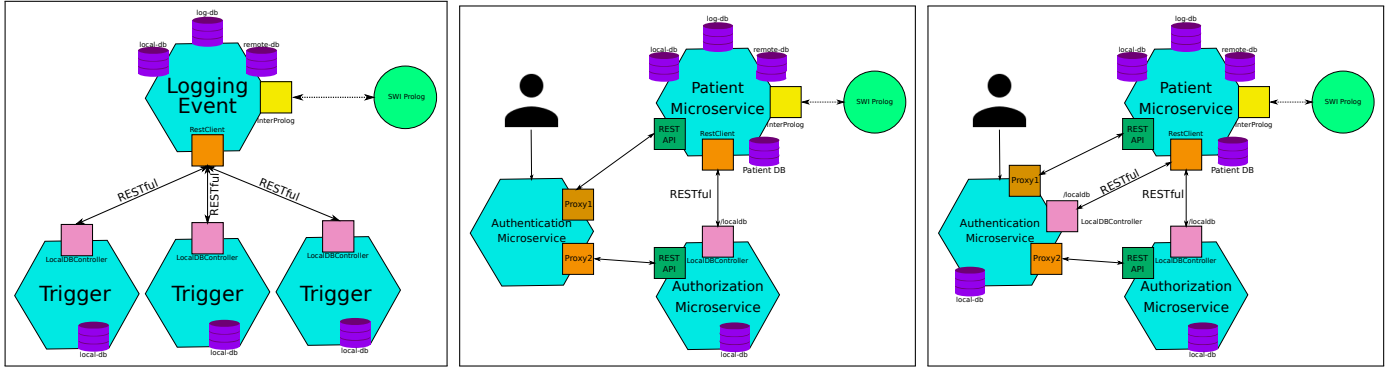 log-db
local-db
remote-db
Logging
Event
SWI Prolog
InterProlog
RestClient
RESTful
RESTful
RESTful
LocalDBController
LocalDBController
LocalDBController
Trigger
Trigger
Trigger
local-db
local-db
local-db
log-db
local-db
remote-db
Patient
Microservice
SWI Prolog
InterProlog
REST
API
RestClient
Patient DB
RESTful
Proxy1
Authentication
Microservice
Proxy2
/localdb
REST
API
LocalDBController
Authorization
Microservice
local-db
log-db
local-db
remote-db
Patient
Microservice
SWI Prolog
InterProlog
REST
API
RestClient
Patient DB
Proxy1
RESTful
RESTful
/localdb
LocalDBController
Authentication
Microservice
Proxy2
/localdb
REST
API
LocalDBController
local-db
Authorization
Microservice
local-db